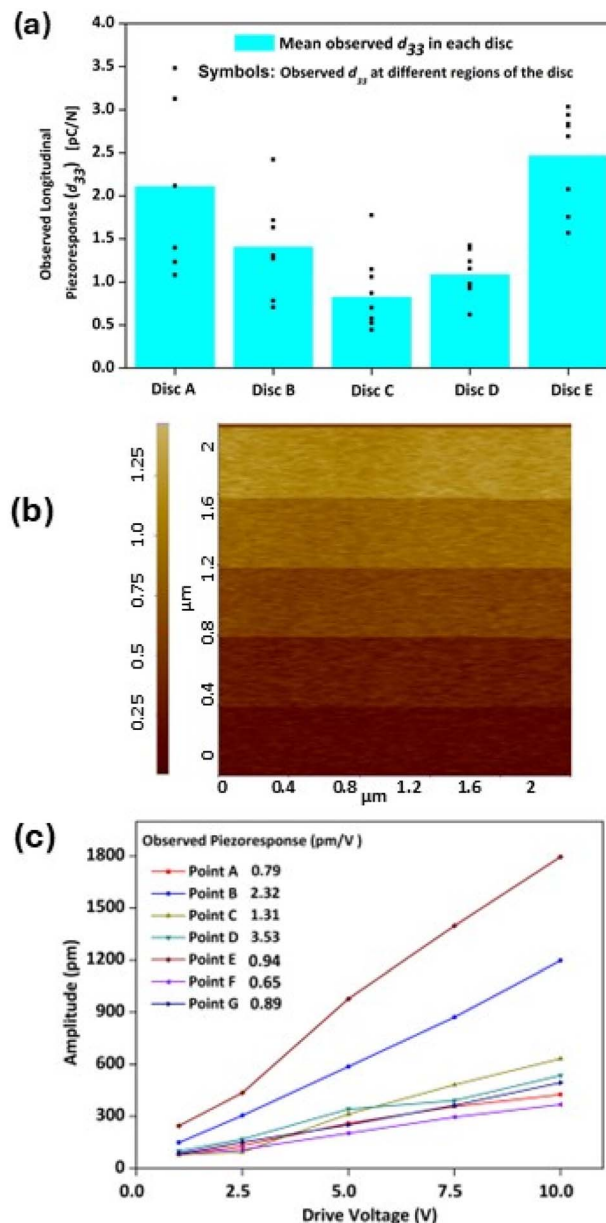 (a)
4.0
3.5
3.0
2.5
2.0
1.5
1.0
0.5
0.0
Observed Longitudinal
Piezoresponse (d33) [pC/N]
Mean observed d33 in each disc
Symbols: Observed d33 at different regions of the disc
Disc A Disc B Disc C Disc D Disc E
(b)
1.25
1.0
0.75
0.5
0.25
μm
2
1.6
1.2
0.8
0.4
0
0 0.4 0.8 1.2 1.6 2
μm
(c)
Observed Piezoresponse (pm/V )
Point A 0.79
Point B 2.32
Point C 1.31
Point D 3.53
Point E 0.94
Point F 0.65
Point G 0.89
1800
1500
1200
900
600
300
0
Amplitude (pm)
0.0 2.5 5.0 7.5 10.0
Drive Voltage (V)